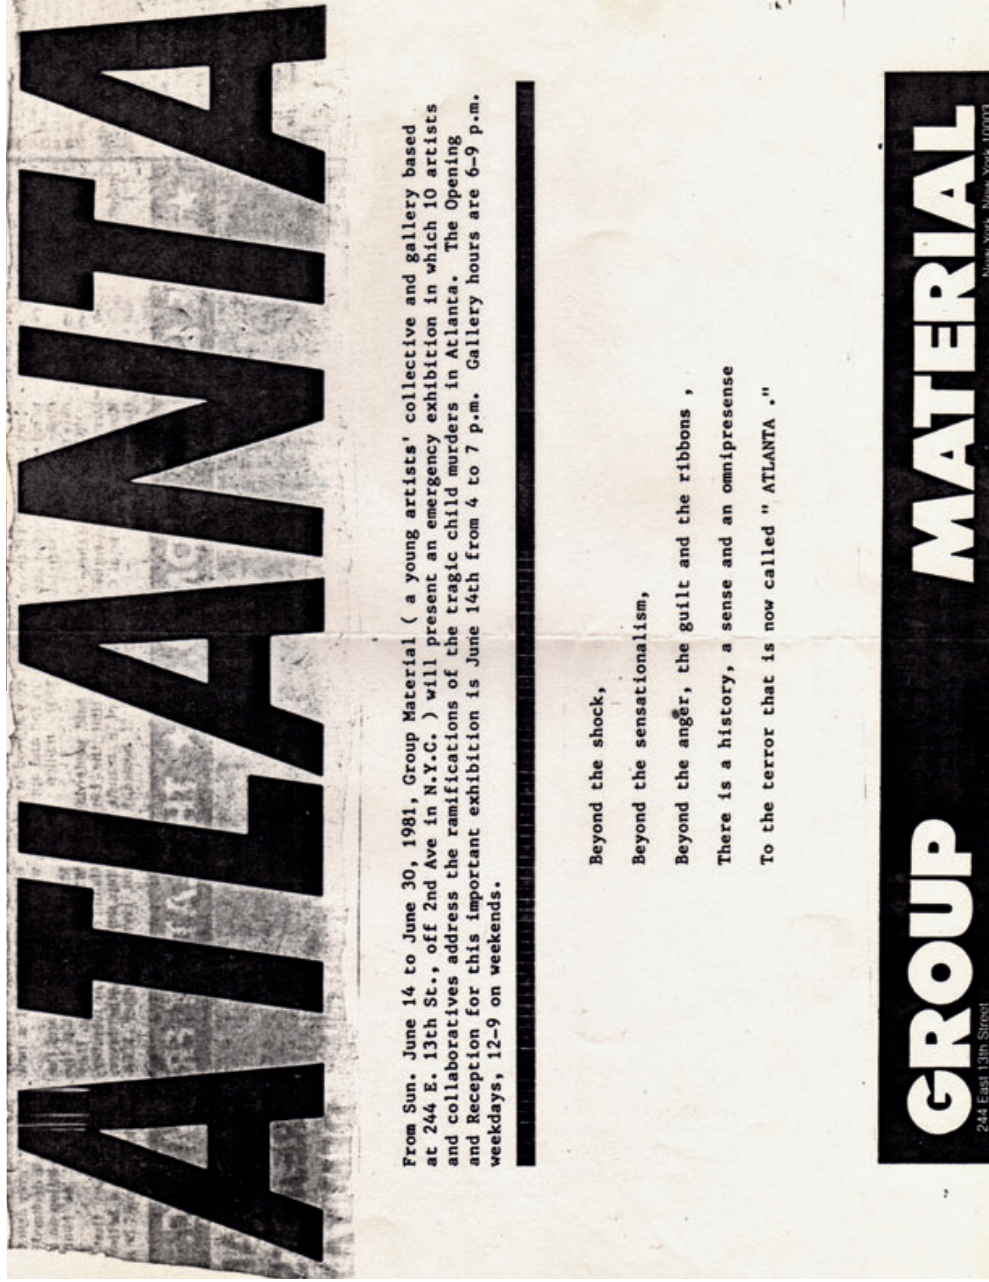 ATLANTA
From Sun. June 14 to June 30, 1981, Group Material ( a young artists' collective and gallery based
at 244 E. 13th St., off 2nd Ave in N.Y.C. ) will present an emergency exhibition in which 10 artists
and collaboratives address the ramifications of the tragic child murders in Atlanta. The Opening
and Reception for this important exhibition is June 14th from 4 to 7 p.m. Gallery hours are 6-9 p.m.
weekdays, 12-9 on weekends.
Beyond the shock,
Beyond the sensationalism,
Beyond the anger, the guilt and the ribbons ,
There is a history, a sense and an omnipresense
To the terror that is now called " ATLANTA ."
GROUP MATERIAL
244 East 13th Street New York, New York 10003